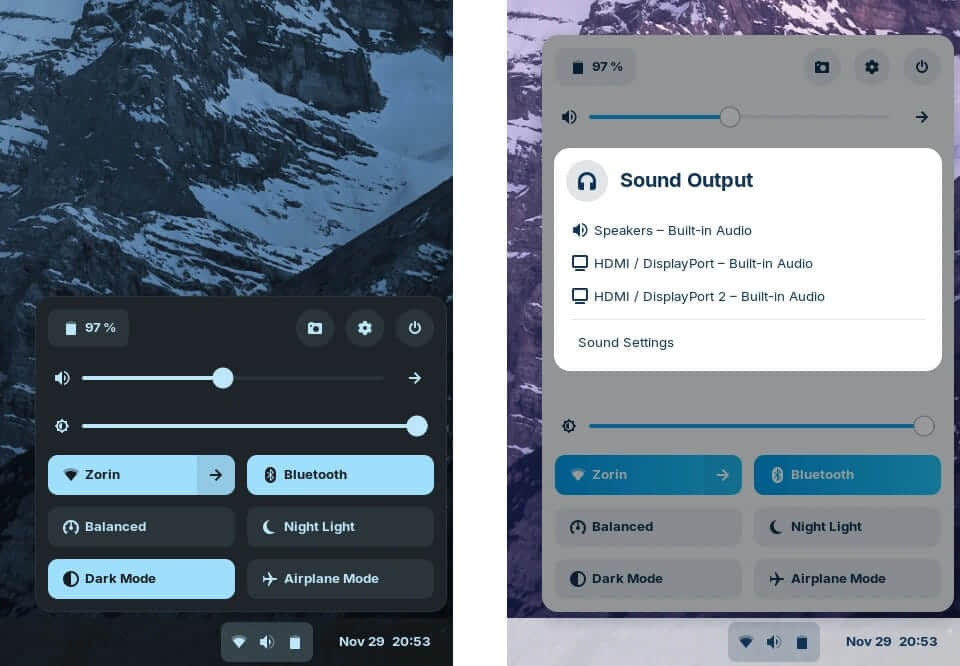 97 %
Zorin
Bluetooth
Balanced
Night Light
Dark Mode
Airplane Mode
Nov 29 20:53
97 %
Sound Output
Speakers – Built-in Audio
HDMI / DisplayPort – Built-in Audio
HDMI / DisplayPort 2 – Built-in Audio
Sound Settings
Zorin
Bluetooth
Balanced
Night Light
Dark Mode
Airplane Mode
Nov 29 20:53